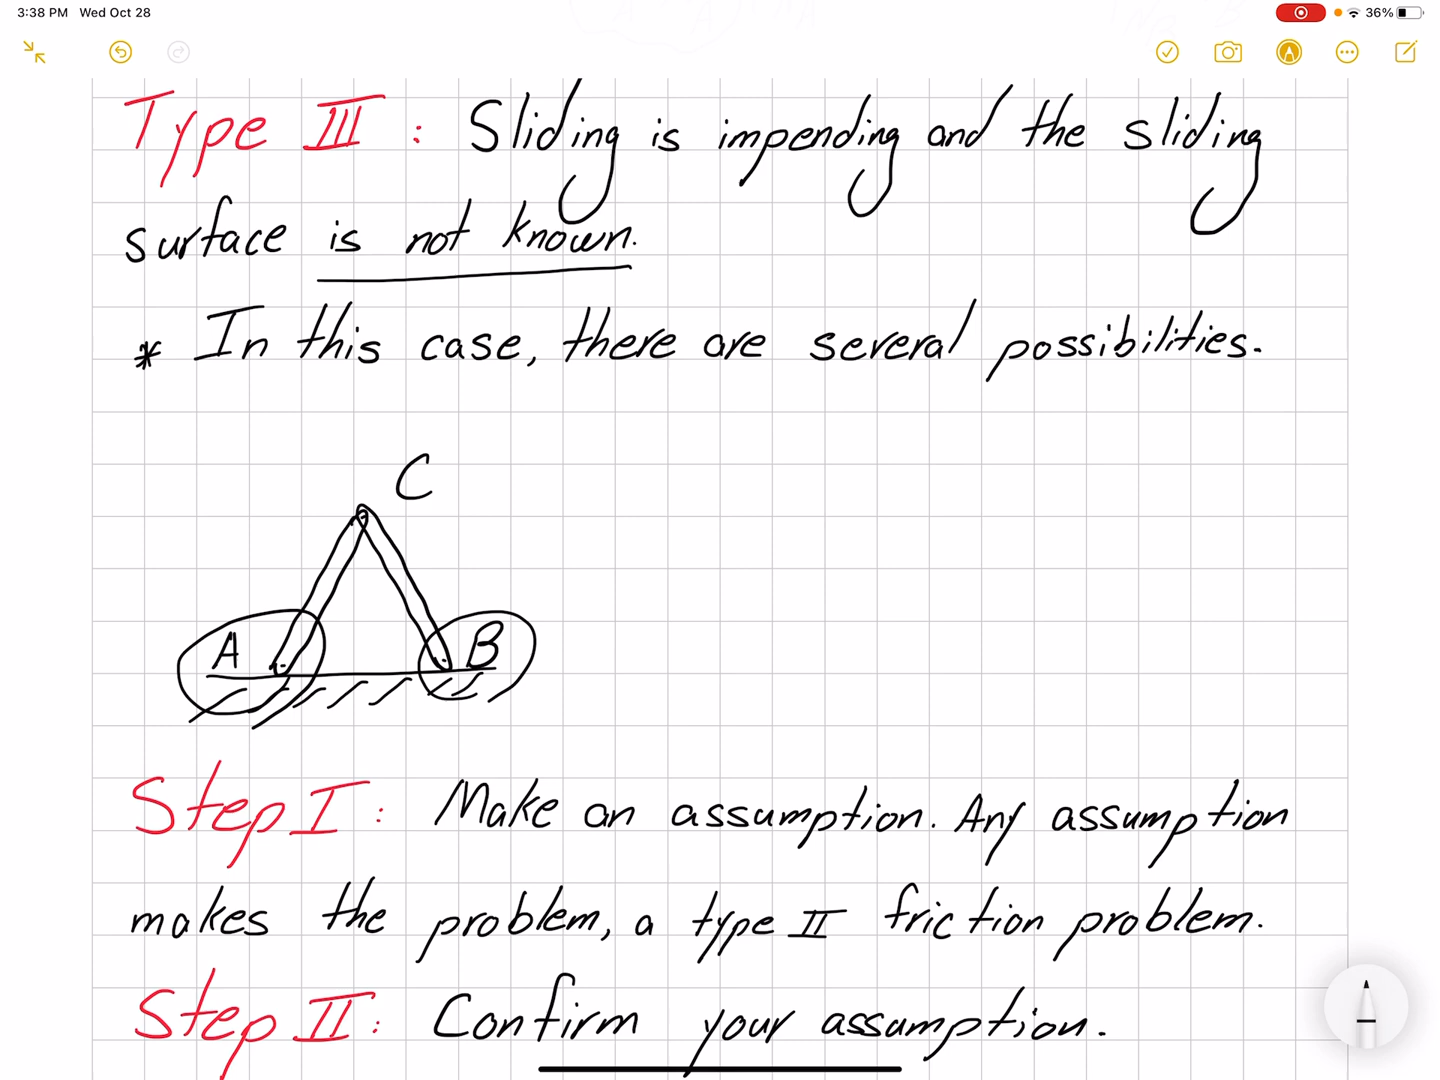 3:38 PM Wed Oct 28
36%
Type III : Sliding is impending and the sliding
surface is not known.
* In this case, there are several possibilities.
C
A
B
Step I : Make an assumption. Any assumption
makes the problem, a type II friction problem.
Step II : Confirm your assumption.